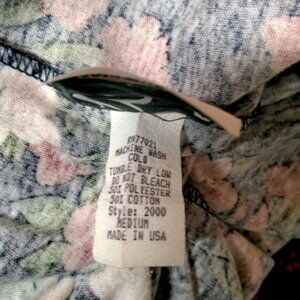 RN77021
MACHINE WASH
COLD
TUMBLE DRY LOW
DO NOT BLEACH
50% POLYESTER
50% COTTON
Style: 2000
MEDIUM
MADE IN USA